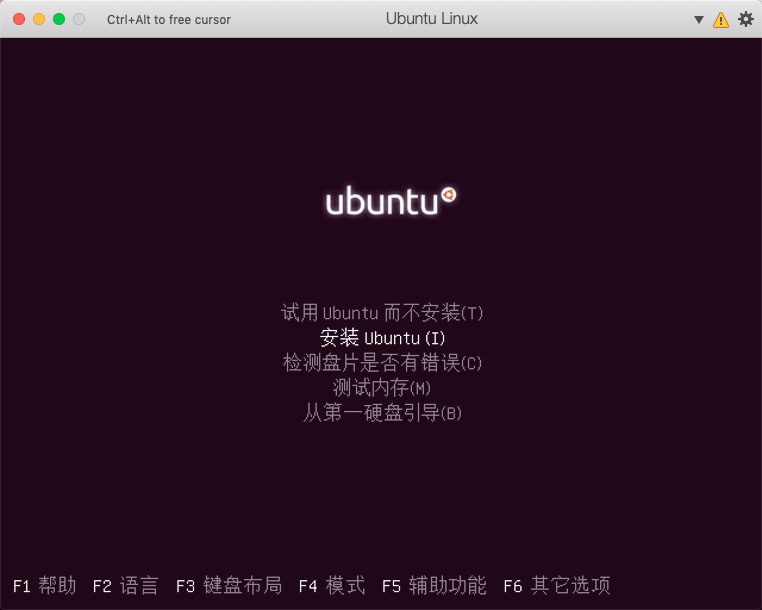 Ctrl+Alt to free cursor Ubuntu Linux
ubuntu
试用 Ubuntu 而不安装(T)
安装 Ubuntu (I)
检测盘片是否有错误(C)
测试内存(M)
从第一硬盘引导(B)
F1 帮助 F2 语言 F3 键盘布局 F4 模式 F5 辅助功能 F6 其它选项